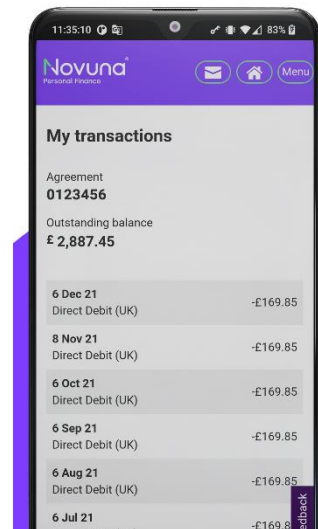 11:35:10 83%
Novuna
Personal Finance
Menu
My transactions
Agreement
0123456
Outstanding balance
£ 2,887.45
6 Dec 21
Direct Debit (UK) -£169.85
8 Nov 21
Direct Debit (UK) -£169.85
6 Oct 21
Direct Debit (UK) -£169.85
6 Sep 21
Direct Debit (UK) -£169.85
6 Aug 21
Direct Debit (UK) -£169.85
6 Jul 21